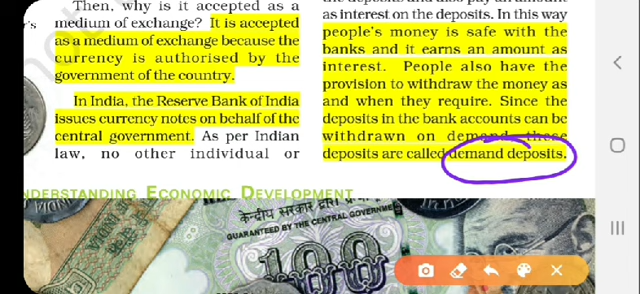 Then, why is it accepted as a
medium of exchange? It is accepted
as a medium of exchange because the
currency is authorised by the
government of the country.
In India, the Reserve Bank of India
issues currency notes on behalf of the
central government. As per Indian
law, no other individual or
as interest on the deposits. In this way
people's money is safe with the
banks and it earns an amount as
interest. People also have the
provision to withdraw the money as
and when they require. Since the
deposits in the bank accounts can be
withdrawn on demand, these
deposits are called demand deposits.
NDERSTANDING ECONOMIC DEVELOPMENT
केन्द्रीय सरकार द्वारा
GUARANTEED BY THE CENTRAL GOVERNME
100